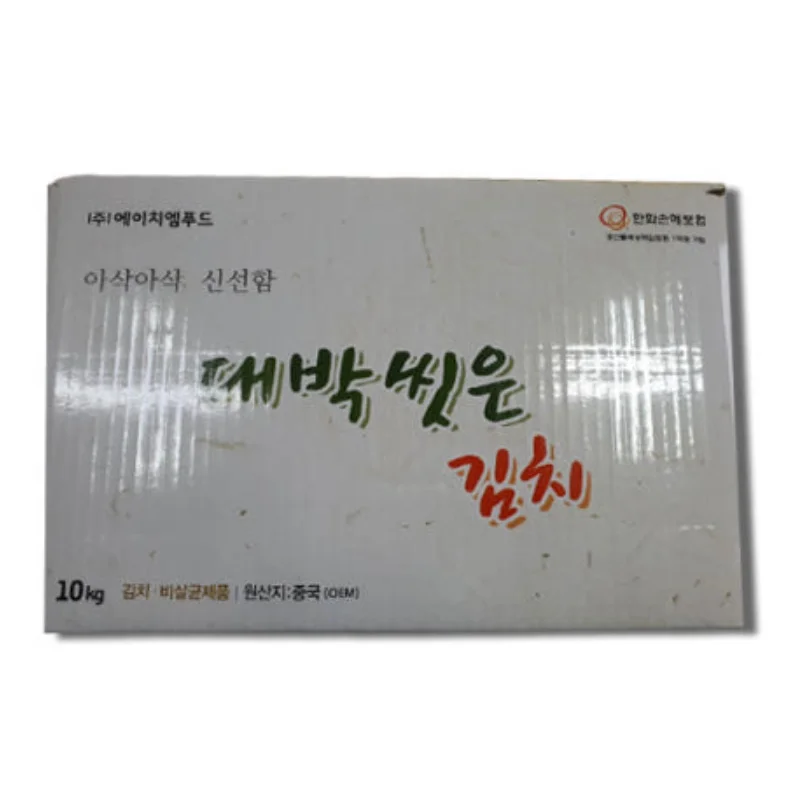 (주)에이치엠푸드
한화손해보험
아삭아삭 신선함
대박 씻은
김치
10kg 김치·비살균제품 | 원산지:중국(OEM)